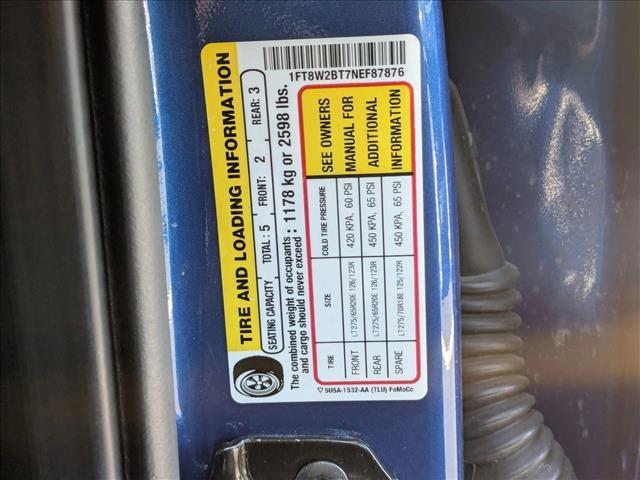 1FT8W2BT7NEF87876
TIRE AND LOADING INFORMATION
SEATING CAPACITY TOTAL: 5 FRONT: 2 REAR: 3
The combined weight of occupants and cargo should never exceed : 1178 kg or 2598 lbs.
TIRE SIZE COLD TIRE PRESSURE SEE OWNERS
FRONT LT275/65R20E 126/123R 420 KPA, 60 PSI MANUAL FOR
REAR LT275/65R20E 126/123R 450 KPA, 65 PSI ADDITIONAL
SPARE LT275/70R18E 125/122R 450 KPA, 65 PSI INFORMATION
▽ 5U5A-1532-AA (TLU) FoMoCo